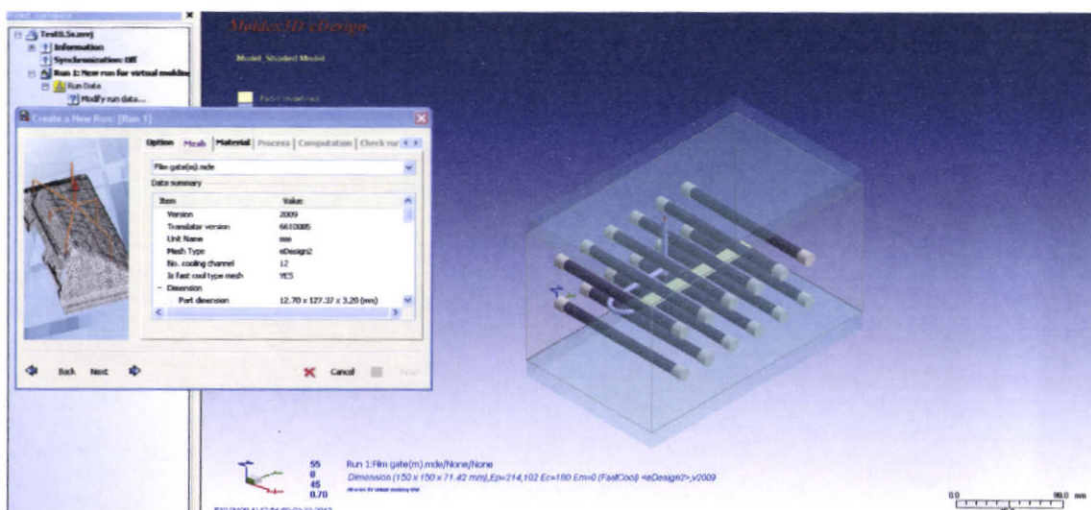 Moldex3D eDesign
Information
Synchronization: Off
Run 1: New run for virtual molding
Model_Shaded Model
Run Data
Modify run data...
Create a New Run: [Run 1]
Option Mesh Material Process Computation Check
Film gate(m).mde
Data summary
Item Value
Version 2009
Translator version
Unit Name mm
Mesh Type eDesign2
No. cooling channel 12
Is fast cool type mesh YES
− Dimension
Part dimension 12.70 x 127.37 x 3.20 (mm)
Back Next Cancel
55
0
45
0.70
Run 1:Film gate(m).mde/None/None
Dimension (150 x 150 x 71.42 mm),Ep=214,102 Ec=180 Em=0 (FastCool) <eDesign2>,v2009
0.0 mm